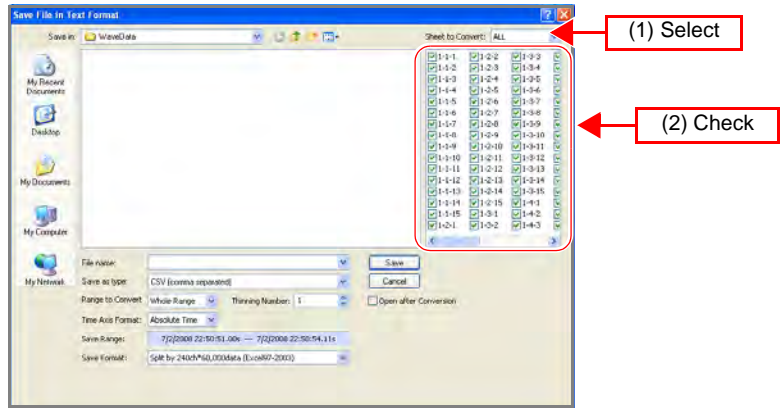 Save File in Text Format
Save in: WaveData Sheet to Convert: ALL
(1) Select
(2) Check
My Recent Documents
Desktop
My Documents
My Computer
My Network
1-1-1 1-2-2 1-3-3
1-1-2 1-2-3 1-3-4
1-1-3 1-2-4 1-3-5
1-1-4 1-2-5 1-3-6
1-1-5 1-2-6 1-3-7
1-1-6 1-2-7 1-3-8
1-1-7 1-2-8 1-3-9
1-1-8 1-2-9 1-3-10
1-1-9 1-2-10 1-3-11
1-1-10 1-2-11 1-3-12
1-1-11 1-2-12 1-3-13
1-1-12 1-2-13 1-3-14
1-1-13 1-2-14 1-3-15
1-1-14 1-2-15 1-4-1
1-1-15 1-3-1 1-4-2
1-2-1 1-3-2 1-4-3
File name: Save
Save as type: CSV (comma separated) Cancel
Range to Convert Whole Range Thinning Number: 1 Open after Conversion
Time Axis Format: Absolute Time
Save Range: 7/2/2008 22:50:51.00s — 7/2/2008 22:50:54.11s
Save Format: Split by 240ch*60,000data (Excel97-2003)